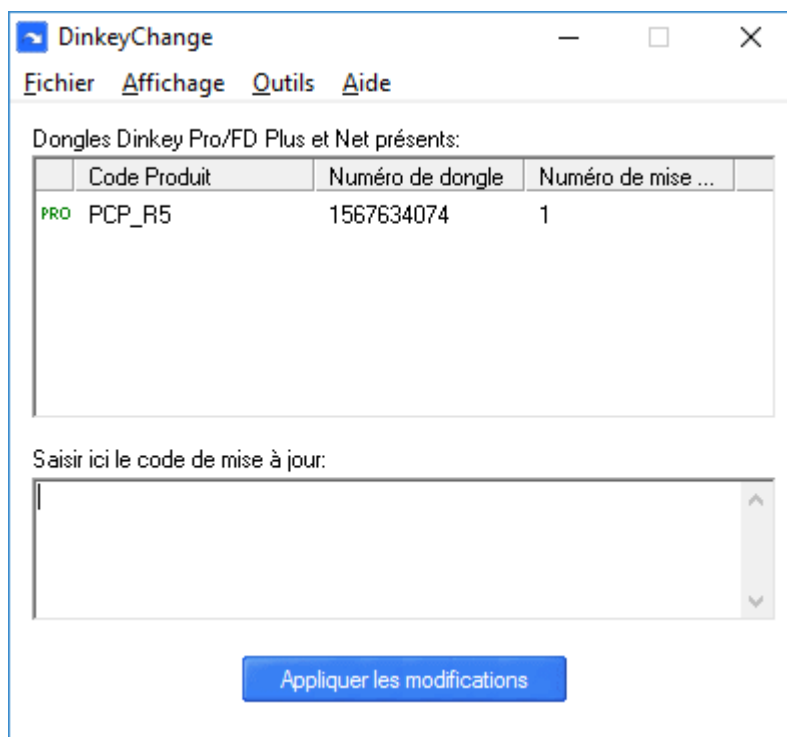 DinkeyChange
Fichier Affichage Outils Aide
Dongles Dinkey Pro/FD Plus et Net présents:
Code Produit Numéro de dongle Numéro de mise ...
PRO PCP_R5 1567634074 1
Saisir ici le code de mise à jour:
Appliquer les modifications